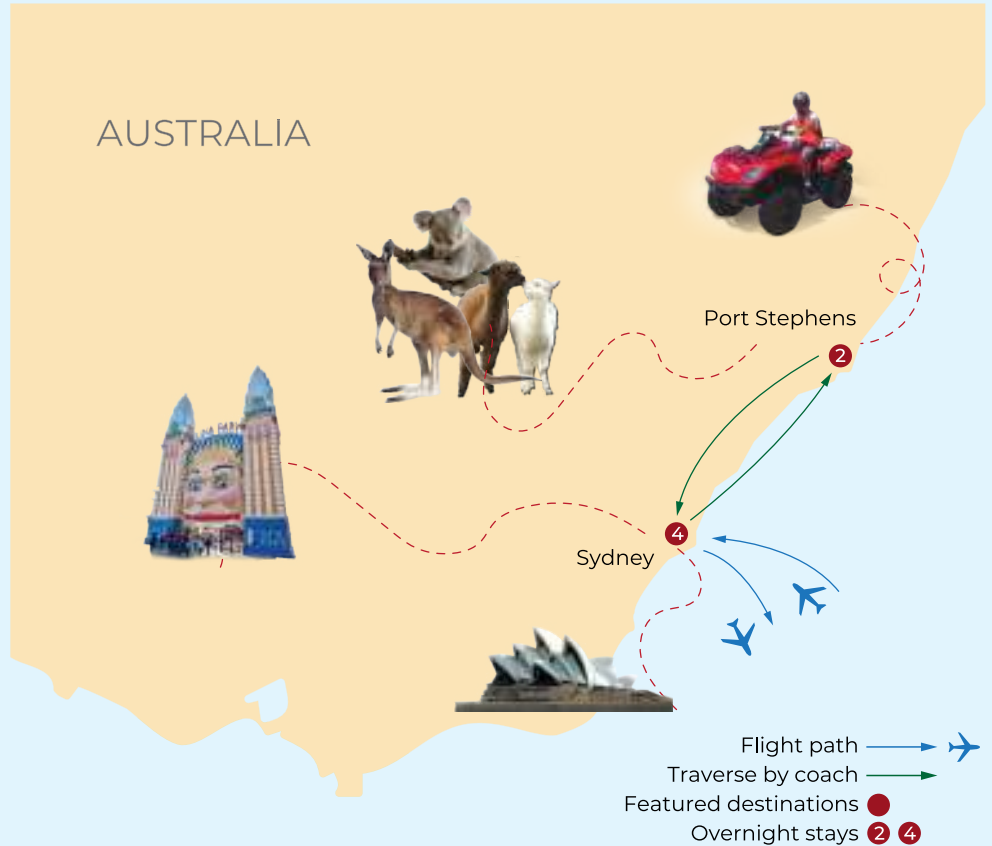 AUSTRALIA
Port Stephens
2
4
Sydney
Flight path
Traverse by coach
Featured destinations
Overnight stays 2 4